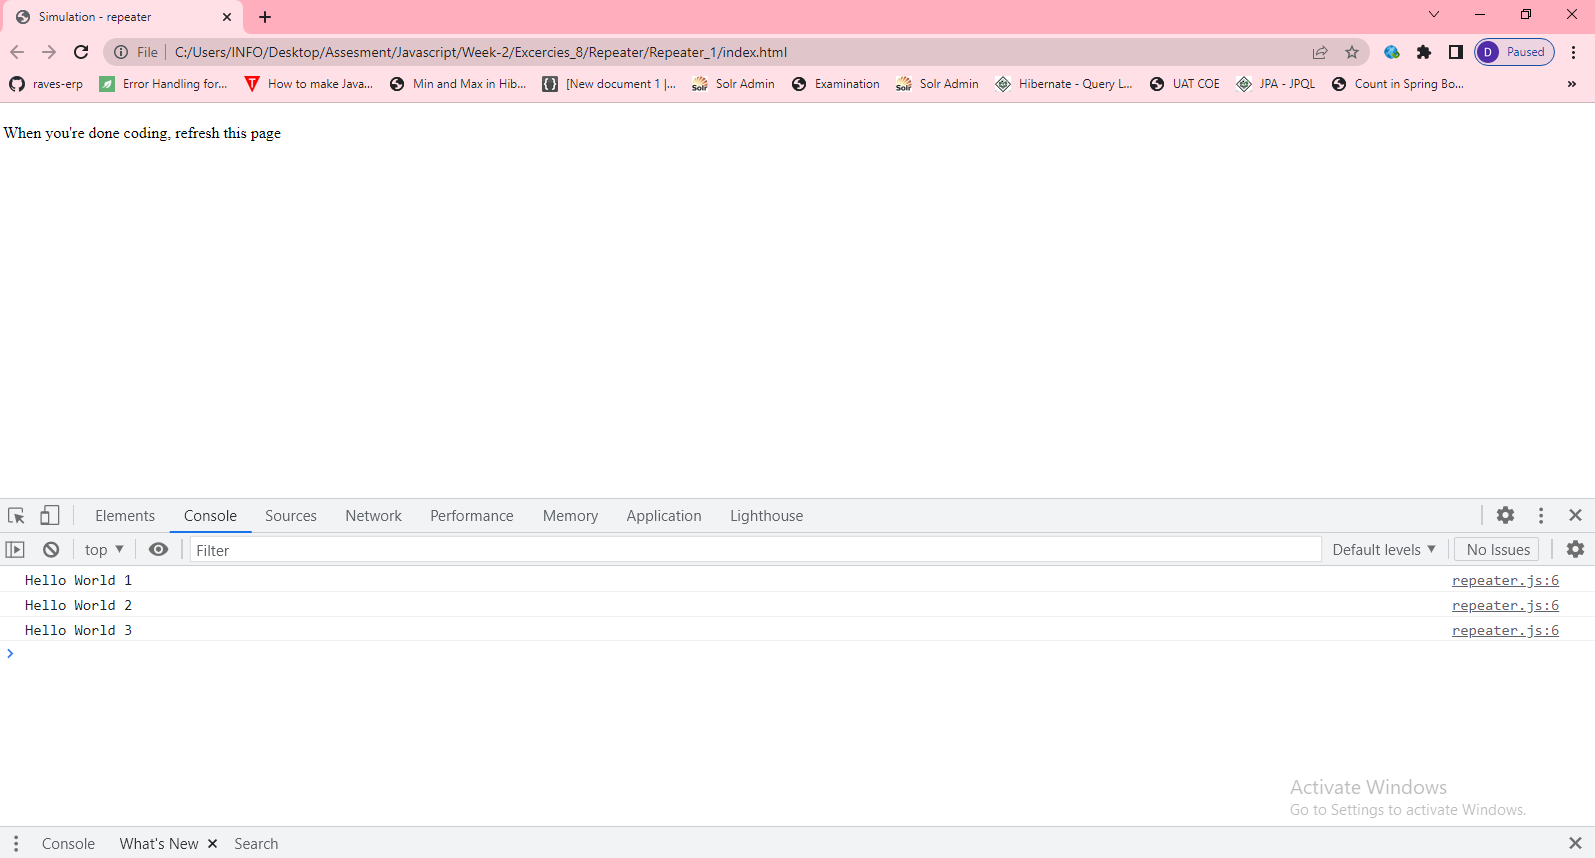 Simulation - repeater
File C:/Users/INFO/Desktop/Assesment/Javascript/Week-2/Excercies_8/Repeater/Repeater_1/index.html D Paused
raves-erp Error Handling for... T How to make Java... Min and Max in Hib... {} [New document 1 |... Solr Solr Admin Examination Solr Solr Admin Hibernate - Query L... UAT COE JPA - JPQL Count in Spring Bo... »
When you're done coding, refresh this page
Elements Console Sources Network Performance Memory Application Lighthouse
top ▼ Filter Default levels ▼ No Issues
Hello World 1 repeater.js:6
Hello World 2 repeater.js:6
Hello World 3 repeater.js:6
Activate Windows
Go to Settings to activate Windows.
Console What's New Search